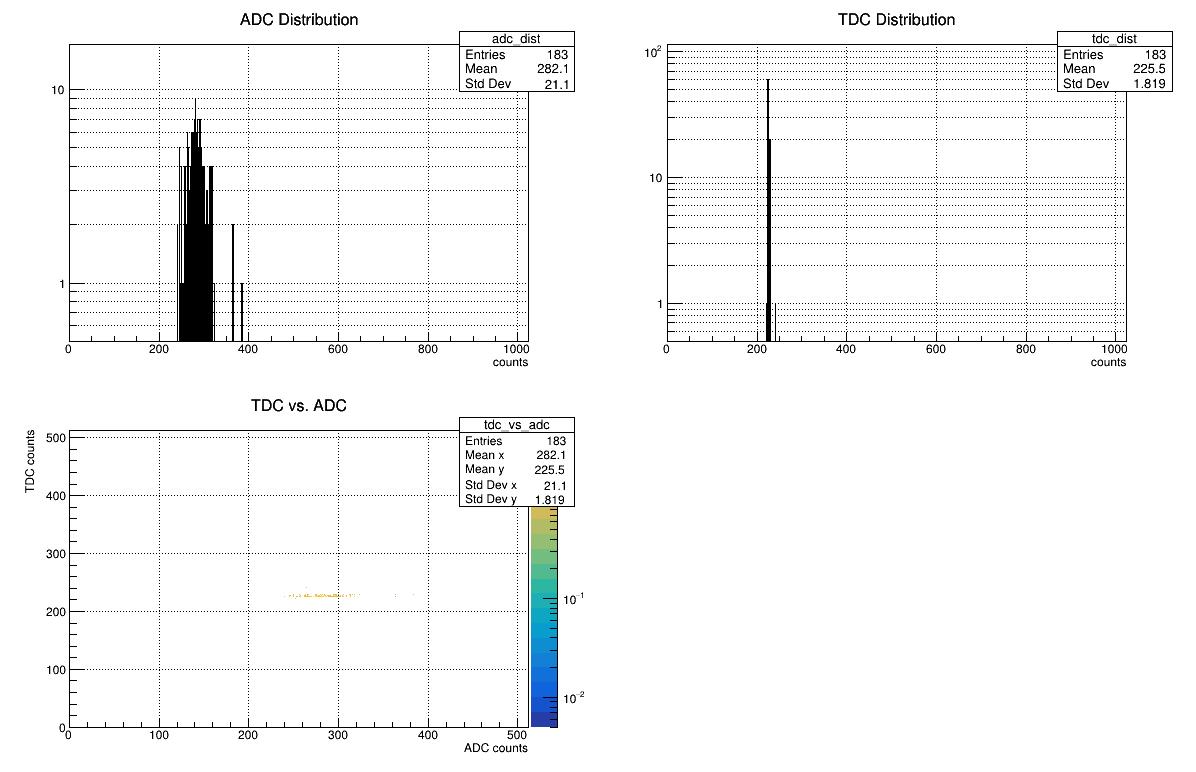 ADC Distribution
adc_dist
Entries 183
Mean 282.1
Std Dev 21.1
10
1
0 200 400 600 800 1000
counts
TDC Distribution
tdc_dist
Entries 183
Mean 225.5
Std Dev 1.819
10²
10
1
0 200 400 600 800 1000
counts
TDC vs. ADC
tdc_vs_adc
Entries 183
Mean x 282.1
Mean y 225.5
Std Dev x 21.1
Std Dev y 1.819
TDC counts
500
400
300
200
100
0
0 100 200 300 400 500
ADC counts
10⁻¹
10⁻²